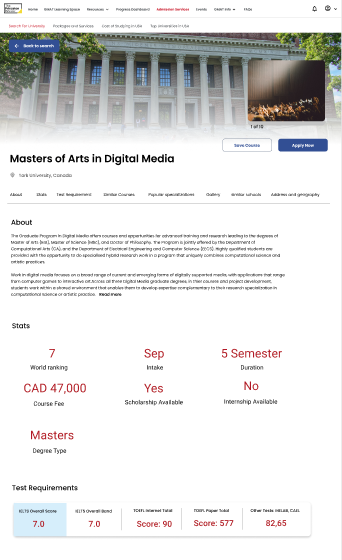 Home GMAT Learning Space Resources Progress Dashboard Admission Services Events GMAT Info FAQs
Search for University Packages and Services Cost of Studying in USA Top Universities in USA
Back to search
1 of 10
Save Course Apply Now
Masters of Arts in Digital Media
York University, Canada
About Stats Test Requirement Similar Courses Popular specializations Gallery Similar schools Address and geography
About
The Graduate Program in Digital Media offers courses and opportunities for advanced training and research leading to the degrees of
Master of Arts (MA), Master of Science (MSc), and Doctor of Philosophy. The Program is jointly offered by the Department of
Computational Arts (CA), and the Department of Electrical Engineering and Computer Science (EECS). Highly qualified students are
provided with the opportunity to do specialised hybrid research work in a program that uniquely combines computational science and
artistic practices.
Work in digital media focuses on a broad range of current and emerging forms of digitally supported media, with applications that range
from computer games to interactive art. Across all three Digital Media graduate degrees, in their courses and project development,
students work within a shared environment that enables them to develop expertise complementary to their research specialization in
computational science or artistic practice. Read more
Stats
7 Sep 5 Semester
World ranking Intake Duration
CAD 47,000 Yes No
Course Fee Scholarship Available Internship Available
Masters
Degree Type
Test Requirements
IELTS Overall Score IELTS Overall Band TOEFL Internet Total TOEFL Paper Total Other Tests: MELAB, CAEL
7.0 7.0 Score: 90 Score: 577 82,65